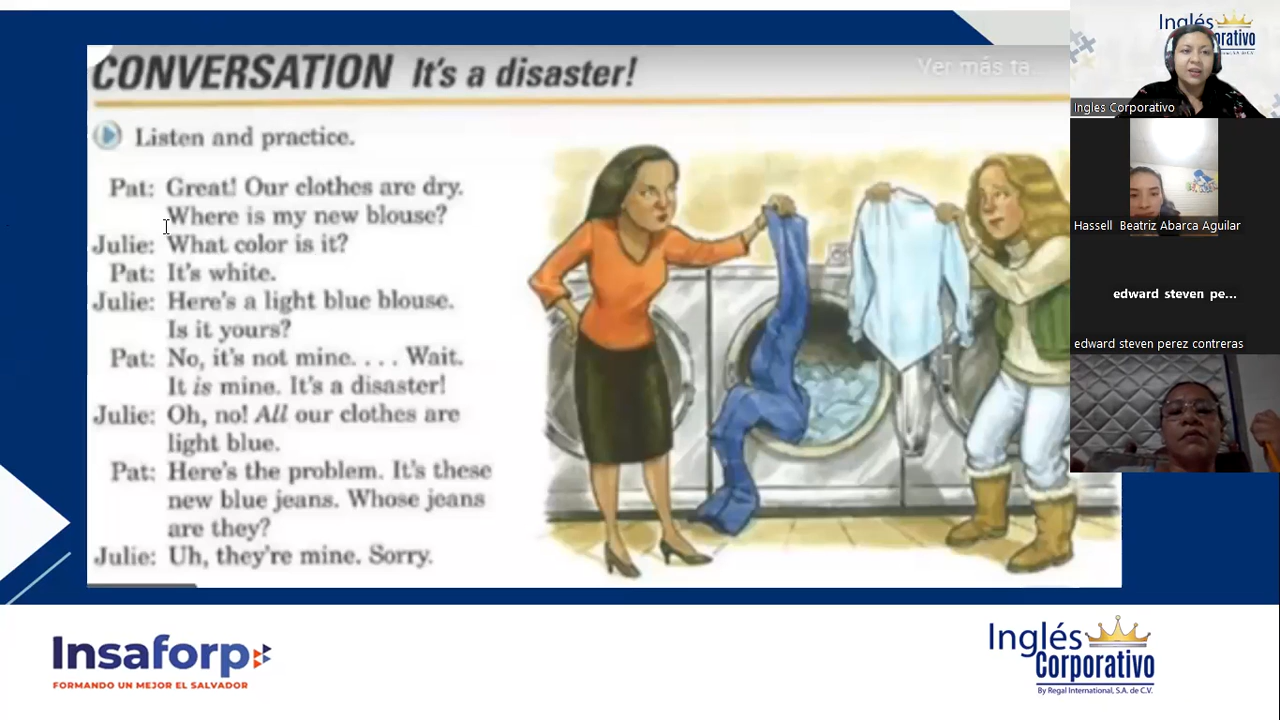 CONVERSATION It's a disaster!
Ver más ta...
Listen and practice.
Pat: Great! Our clothes are dry.
Where is my new blouse?
Julie: What color is it?
Pat: It's white.
Julie: Here's a light blue blouse.
Is it yours?
Pat: No, it's not mine. . . . Wait.
It is mine. It's a disaster!
Julie: Oh, no! All our clothes are
light blue.
Pat: Here's the problem. It's these
new blue jeans. Whose jeans
are they?
Julie: Uh, they're mine. Sorry.
Insaforp
FORMANDO UN MEJOR EL SALVADOR
Inglés
Corporativo
By Regal International, S.A. de C.V.
Inglés
Ingles Corporativo
Hassell Beatriz Abarca Aguilar
edward steven pe...
edward steven perez contreras